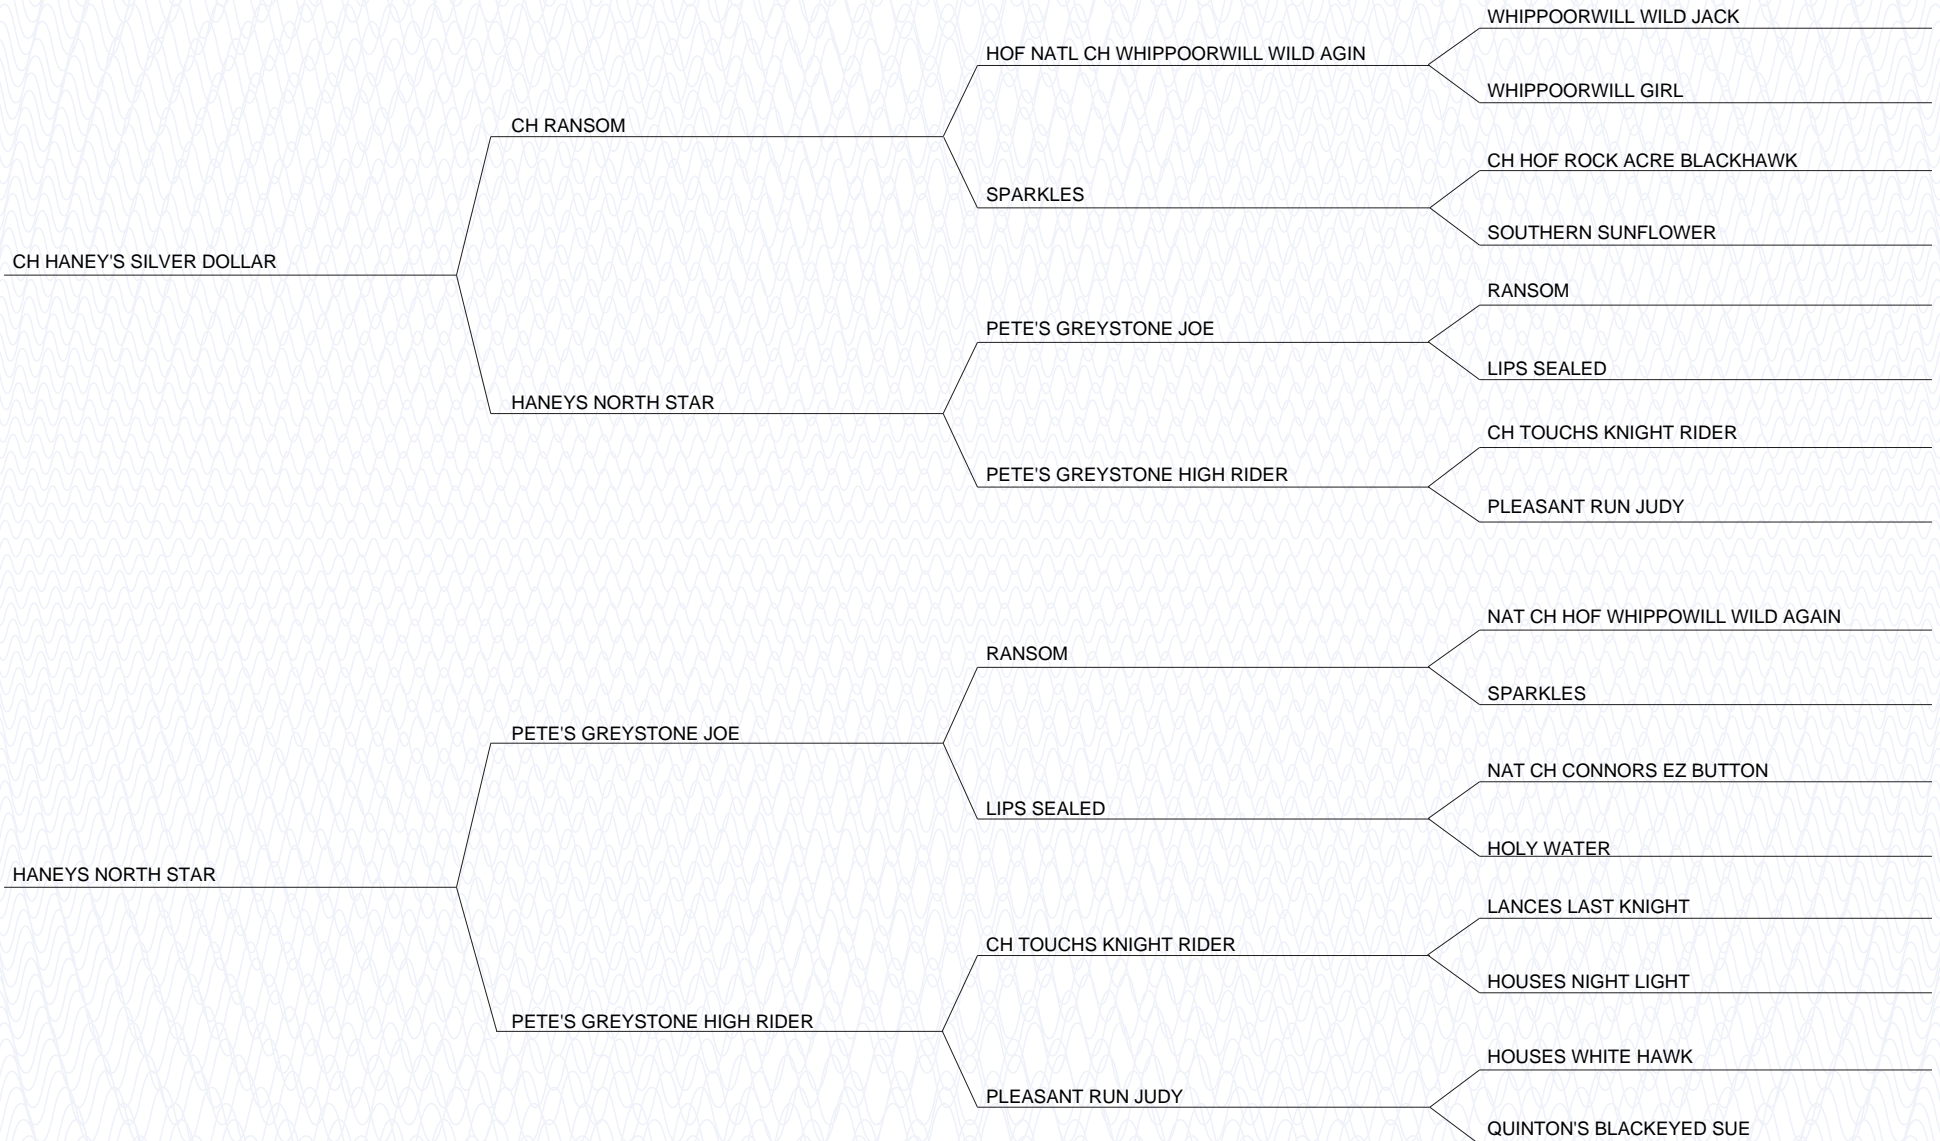 WHIPPOORWILL WILD JACK
HOF NATL CH WHIPPOORWILL WILD AGIN
WHIPPOORWILL GIRL
CH RANSOM
CH HOF ROCK ACRE BLACKHAWK
SPARKLES
SOUTHERN SUNFLOWER
CH HANEY'S SILVER DOLLAR
RANSOM
PETE'S GREYSTONE JOE
LIPS SEALED
HANEYS NORTH STAR
CH TOUCHS KNIGHT RIDER
PETE'S GREYSTONE HIGH RIDER
PLEASANT RUN JUDY
NAT CH HOF WHIPPOWILL WILD AGAIN
RANSOM
SPARKLES
PETE'S GREYSTONE JOE
NAT CH CONNORS EZ BUTTON
LIPS SEALED
HOLY WATER
HANEYS NORTH STAR
LANCES LAST KNIGHT
CH TOUCHS KNIGHT RIDER
HOUSES NIGHT LIGHT
PETE'S GREYSTONE HIGH RIDER
HOUSES WHITE HAWK
PLEASANT RUN JUDY
QUINTON'S BLACKEYED SUE